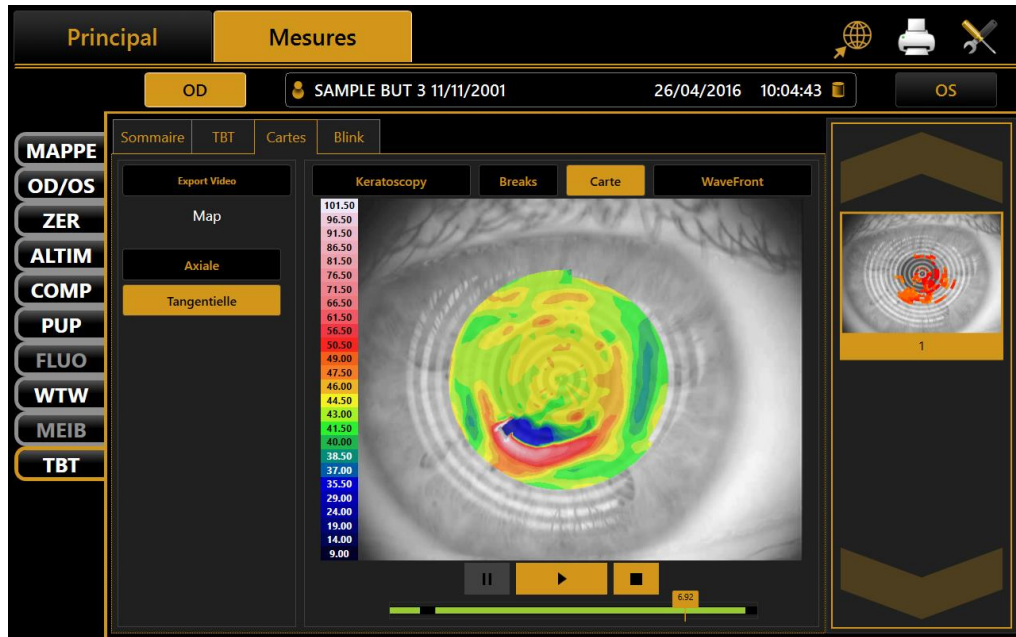 Principal Mesures
OD SAMPLE BUT 3 11/11/2001 26/04/2016 10:04:43 OS
MAPPE
OD/OS
ZER
ALTIM
COMP
PUP
FLUO
WTW
MEIB
TBT
Sommaire TBT Cartes Blink
Export Video
Map
Axiale
Tangentielle
Keratoscopy Breaks Carte WaveFront
101.50
96.50
91.50
86.50
81.50
76.50
71.50
66.50
61.50
56.50
50.50
49.00
47.50
46.00
44.50
43.00
41.50
40.00
38.50
37.00
35.50
29.00
24.00
19.00
14.00
9.00
6.92
1